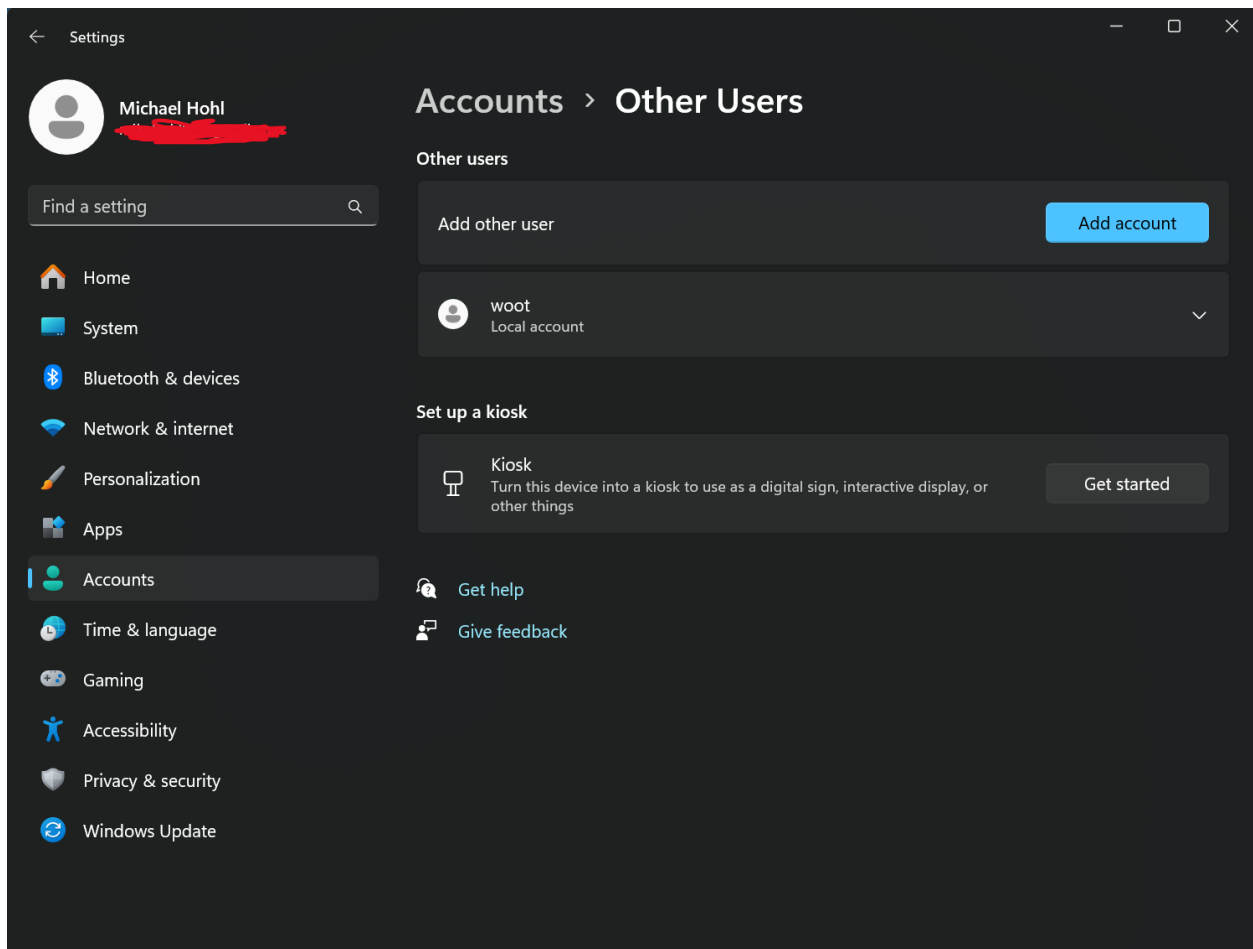 Settings
Michael Hohl
Find a setting
Home
System
Bluetooth & devices
Network & internet
Personalization
Apps
Accounts
Time & language
Gaming
Accessibility
Privacy & security
Windows Update
Accounts > Other Users
Other users
Add other user
Add account
woot
Local account
Set up a kiosk
Kiosk
Turn this device into a kiosk to use as a digital sign, interactive display, or
other things
Get started
Get help
Give feedback